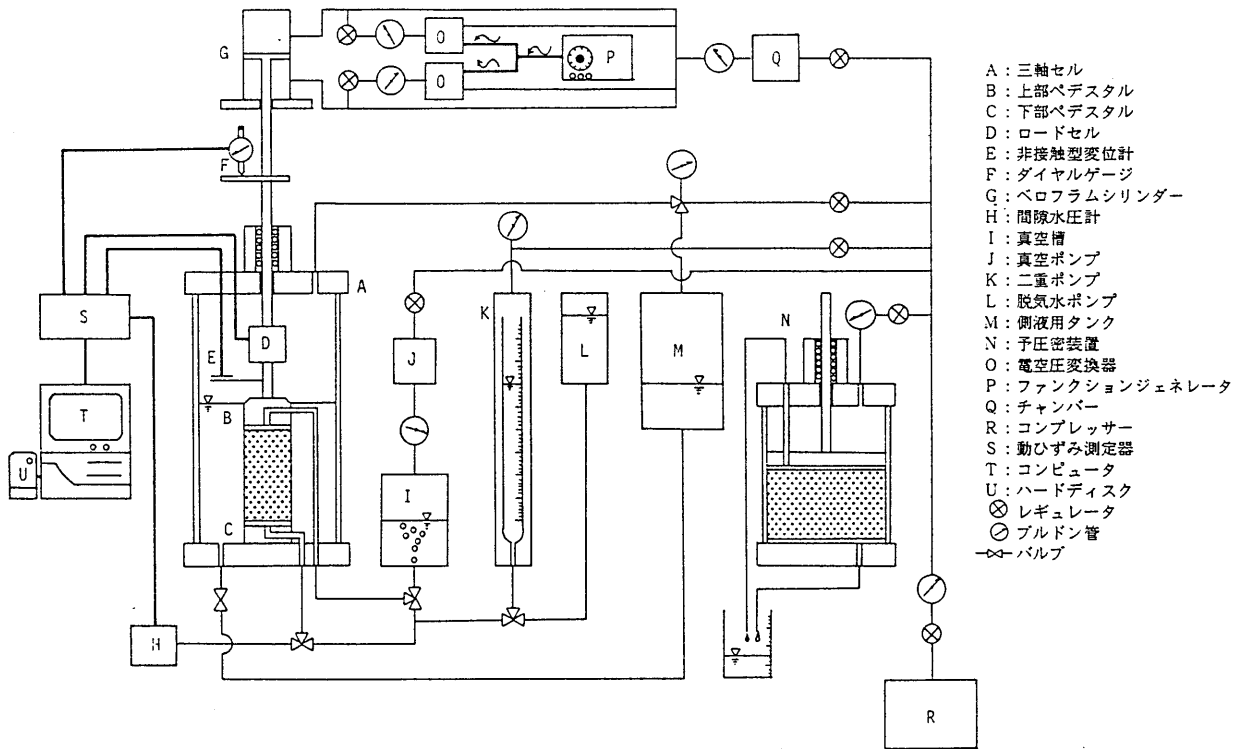 G
O
O
P
Q
F
A
S
D
E
B
T
U
C
H
J
I
K
L
M
N
R
A：三軸セル
B：上部ペデスタル
C：下部ペデスタル
D：ロードセル
E：非接触型変位計
F：ダイヤルゲージ
G：ベロフラムシリンダー
H：間隙水圧計
I：真空槽
J：真空ポンプ
K：二重ポンプ
L：脱気水ポンプ
M：側液用タンク
N：予圧密装置
O：電空圧変換器
P：ファンクションジェネレータ
Q：チャンバー
R：コンプレッサー
S：動ひずみ測定器
T：コンピュータ
U：ハードディスク
レギュレータ
ブルドン管
バルブ